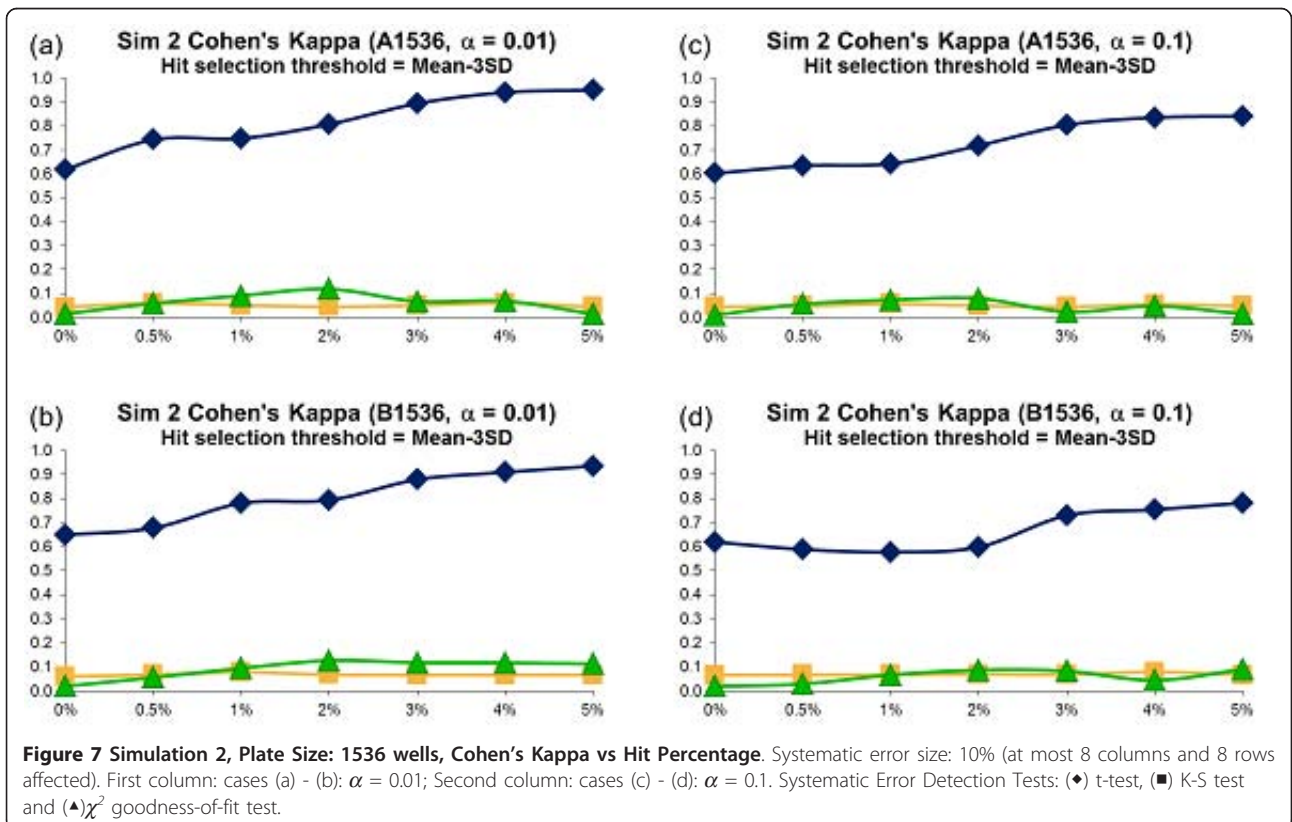 (a)
Sim 2 Cohen's Kappa (A1536, α = 0.01)
Hit selection threshold = Mean-3SD
1.0
0.9
0.8
0.7
0.6
0.5
0.4
0.3
0.2
0.1
0.0
0% 0.5% 1% 2% 3% 4% 5%
(c)
Sim 2 Cohen's Kappa (A1536, α = 0.1)
Hit selection threshold = Mean-3SD
1.0
0.9
0.8
0.7
0.6
0.5
0.4
0.3
0.2
0.1
0.0
0% 0.5% 1% 2% 3% 4% 5%
(b)
Sim 2 Cohen's Kappa (B1536, α = 0.01)
Hit selection threshold = Mean-3SD
1.0
0.9
0.8
0.7
0.6
0.5
0.4
0.3
0.2
0.1
0.0
0% 0.5% 1% 2% 3% 4% 5%
(d)
Sim 2 Cohen's Kappa (B1536, α = 0.1)
Hit selection threshold = Mean-3SD
1.0
0.9
0.8
0.7
0.6
0.5
0.4
0.3
0.2
0.1
0.0
0% 0.5% 1% 2% 3% 4% 5%
Figure 7 Simulation 2, Plate Size: 1536 wells, Cohen's Kappa vs Hit Percentage. Systematic error size: 10% (at most 8 columns and 8 rows
affected). First column: cases (a) - (b): α = 0.01; Second column: cases (c) - (d): α = 0.1. Systematic Error Detection Tests: (◆) t-test, (■) K-S test
and (▲)χ² goodness-of-fit test.